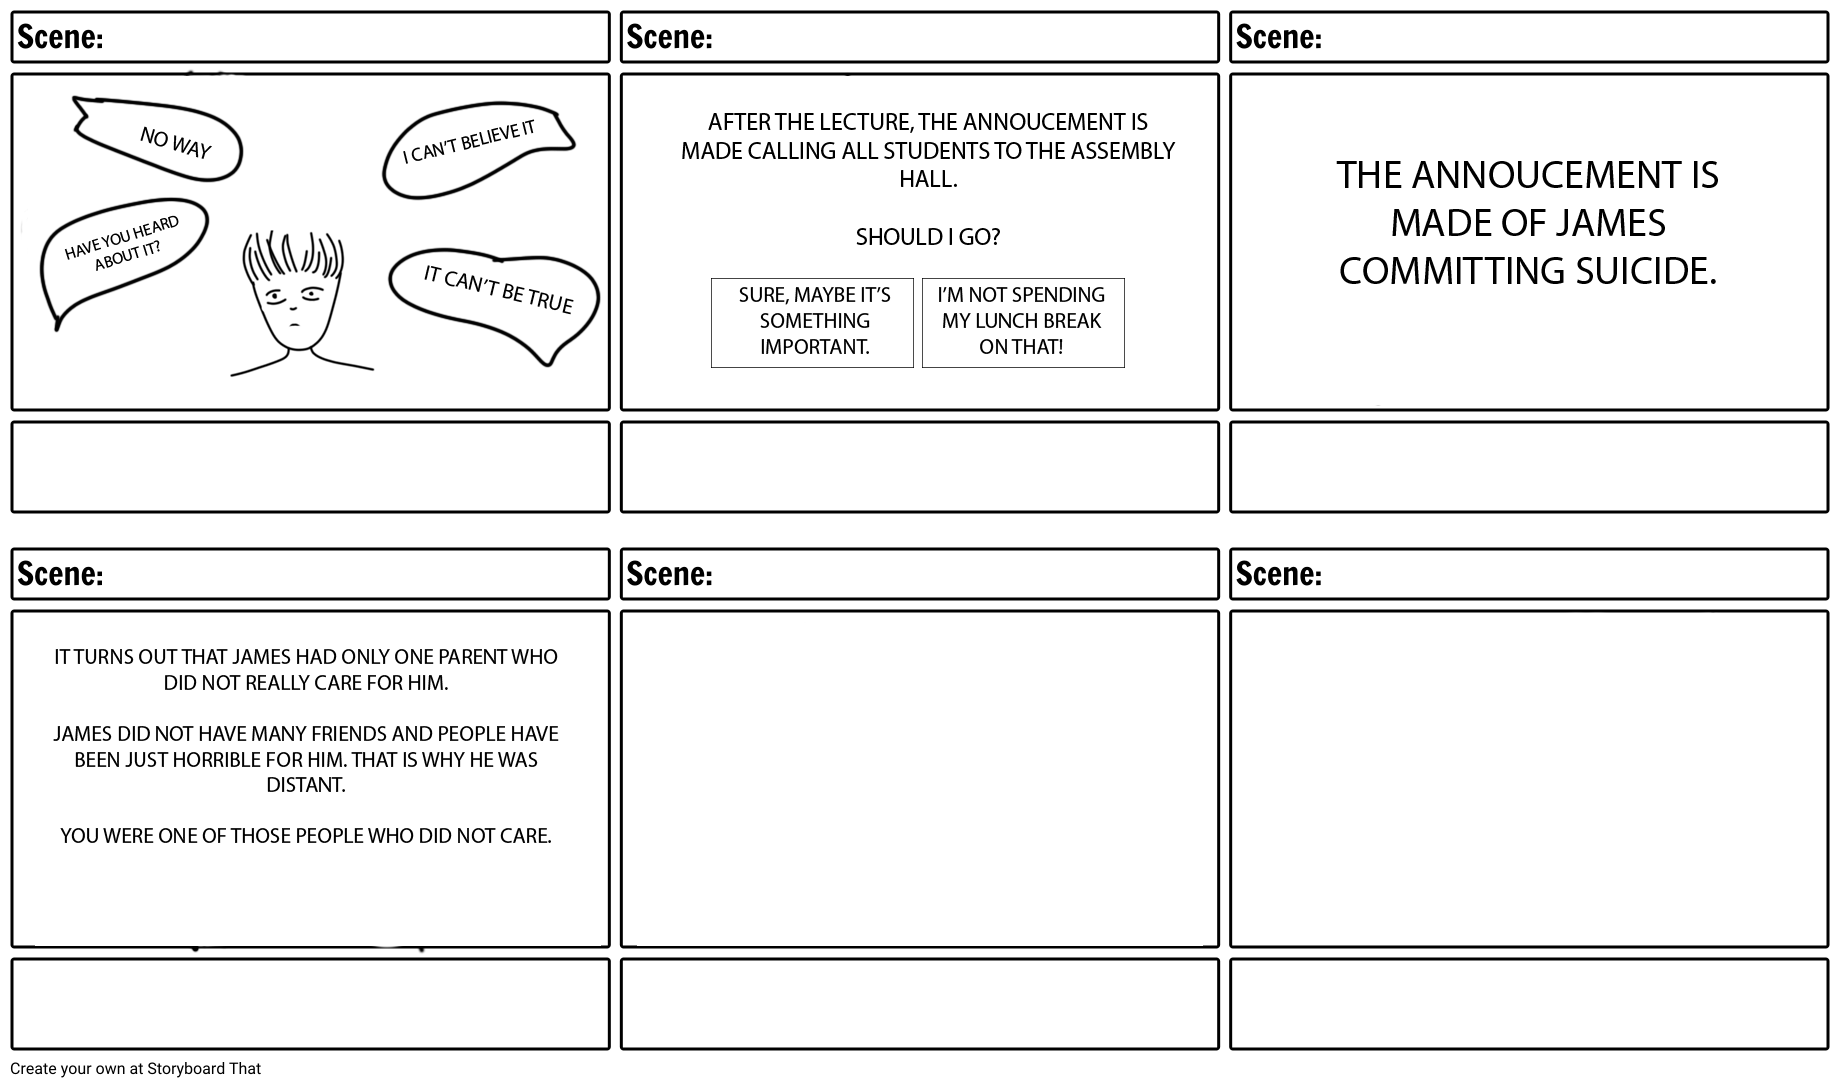 Scene:
Scene:
Scene:
NO WAY
I CAN'T BELIEVE IT
HAVE YOU HEARD
ABOUT IT?
IT CAN'T BE TRUE
AFTER THE LECTURE, THE ANNOUCEMENT IS
MADE CALLING ALL STUDENTS TO THE ASSEMBLY
HALL.
SHOULD I GO?
SURE, MAYBE IT'S
SOMETHING
IMPORTANT.
I'M NOT SPENDING
MY LUNCH BREAK
ON THAT!
THE ANNOUCEMENT IS
MADE OF JAMES
COMMITTING SUICIDE.
Scene:
Scene:
Scene:
IT TURNS OUT THAT JAMES HAD ONLY ONE PARENT WHO
DID NOT REALLY CARE FOR HIM.
JAMES DID NOT HAVE MANY FRIENDS AND PEOPLE HAVE
BEEN JUST HORRIBLE FOR HIM. THAT IS WHY HE WAS
DISTANT.
YOU WERE ONE OF THOSE PEOPLE WHO DID NOT CARE.
Create your own at Storyboard That